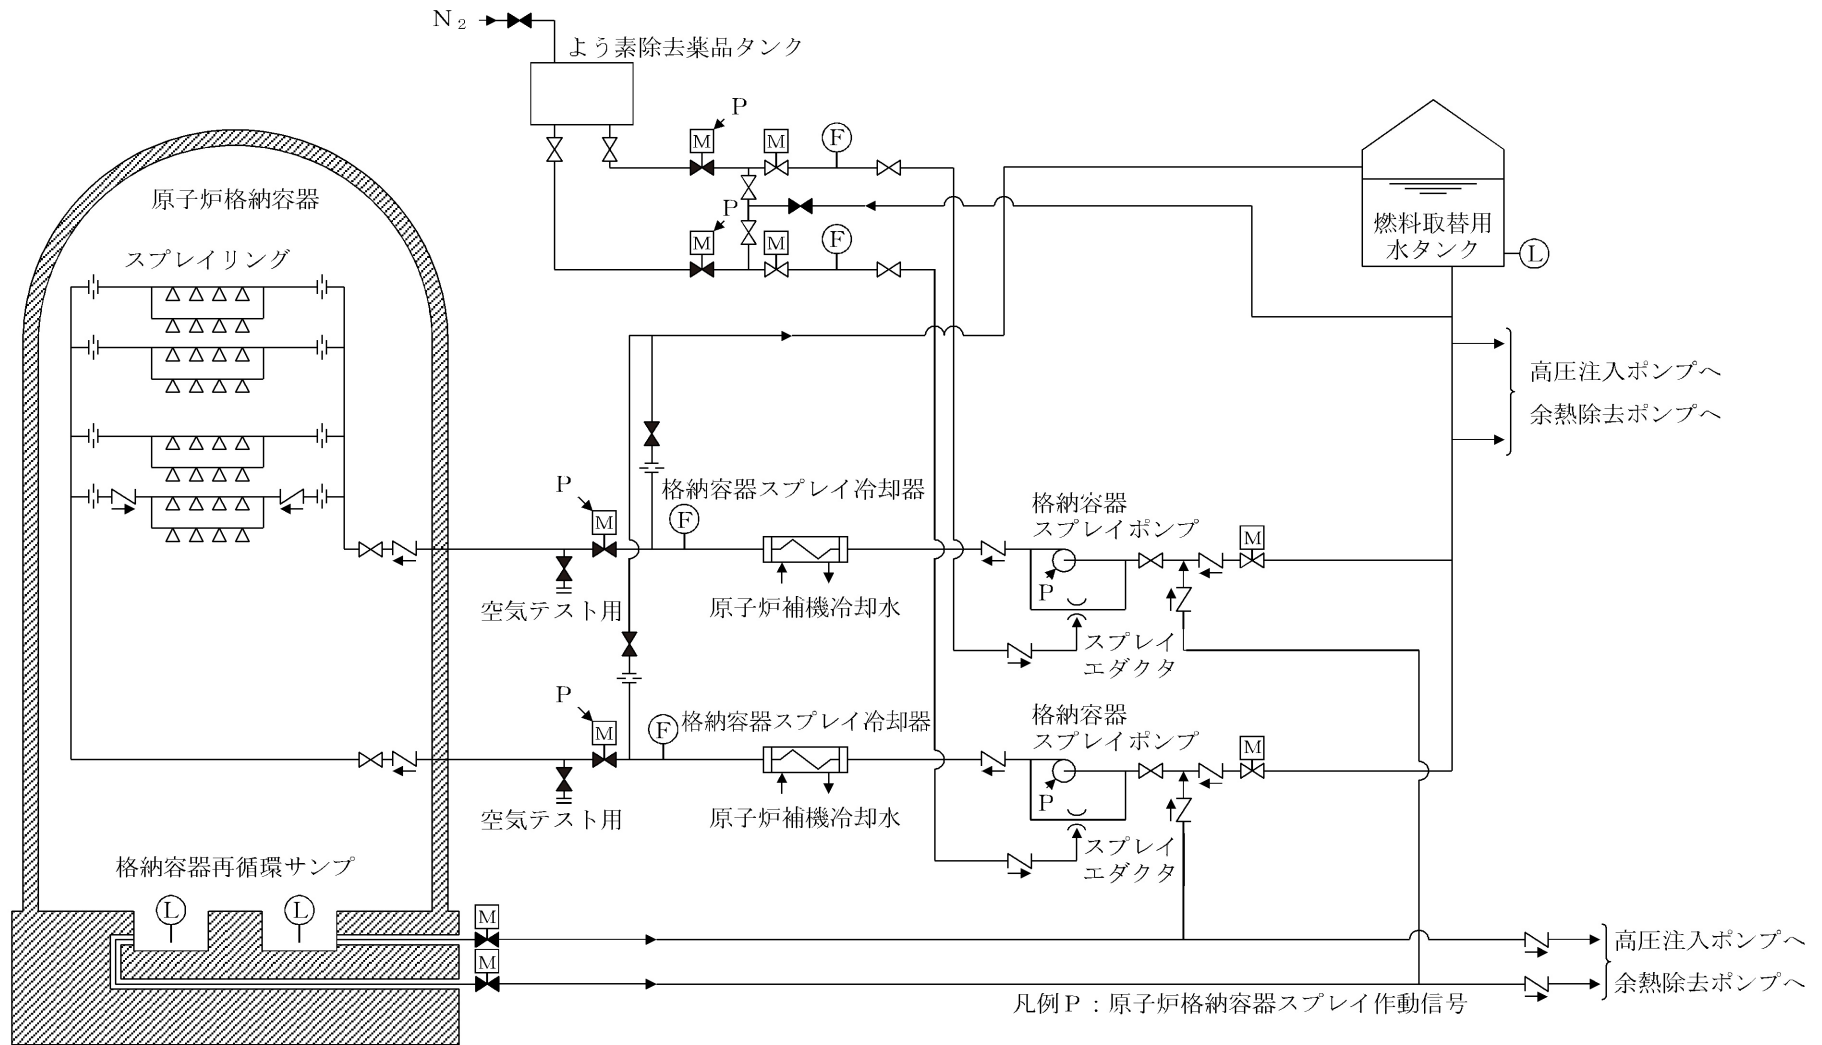 N₂
よう素除去薬品タンク
P
M
M
F
原子炉格納容器
P
M
M
F
燃料取替用
水タンク
L
スプレイリング
高圧注入ポンプへ
余熱除去ポンプへ
P
M
格納容器スプレイ冷却器
F
格納容器
スプレイポンプ
M
P
空気テスト用
原子炉補機冷却水
スプレイ
エダクタ
P
M
格納容器スプレイ冷却器
F
格納容器
スプレイポンプ
M
P
空気テスト用
原子炉補機冷却水
スプレイ
エダクタ
格納容器再循環サンプ
L
L
M
M
高圧注入ポンプへ
余熱除去ポンプへ
凡例P:原子炉格納容器スプレイ作動信号